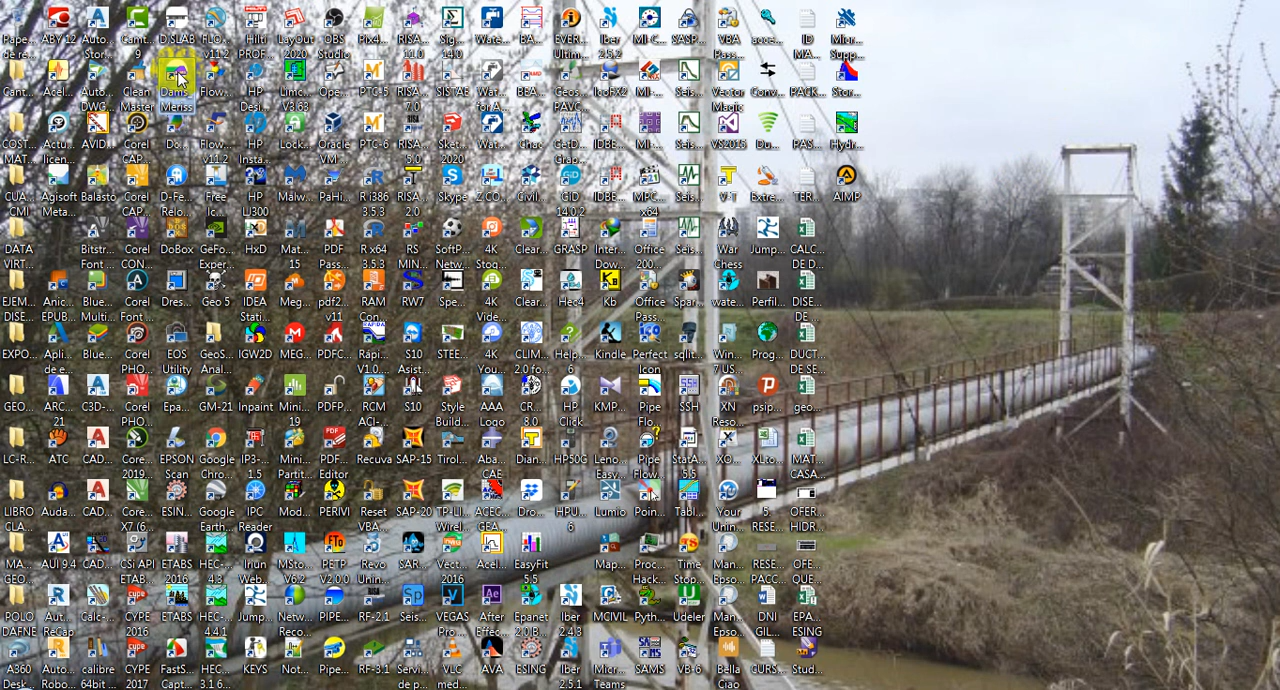 Pape... ABY 12 Auto... Camt... DISLAB FLO... Hilti LayOut OBS Pix4... RISA... Sig... Wate... BA... EVER... Iber MI-C... SASP... VBA acce... ID Micr...
de re... Stor... 9 v11.2 PROF... 2020 Studio 11.0 14.0 Ultim... 2.5.2 Pass... MA... Supp...
Cant... Acel... Auto... Clean Dams_ Flow... HP Limc... Ope... PTC-5 RISA... SISTAE Wat... BEA... Geos... IcoFX2 MI-... Seis... Vector Conv... PACK... Stor...
DWG... Master Meriss Desi... V3.63 7.0 for A... PAVC... Magic
COST... Actu... AVID... Corel Do... Flow... HP Lock... Oracle PTC-6 RISA... Sket... Wat... Chac GetD... IDBE... MI-... Seis... VS2015 Du... PAS... Hydr...
MAT... licen... CAP... v11.2 Insta... VM ... 5.0 2020 Grap...
CUA... Agisoft Balasto Corel D-Fe... Free HP Malw... PaHi... R i386 RISA... Skype Z.CO... Civil... GiD IDBE... MPC... Seis... V+T Extre... TER... AIMP
CMI Meta... CAP... Relo... Ic... LJ300 3.5.3 2.0 14.0.2 x64
DATA Bitstr... Corel DoBox GeFo... HxD Mat... PDF R x64 RS SoftP... 4K Clear... GRASP Inter... Office Seis... War Jump... CALC...
VIRT... Font ... CON... Exper... 15 Pass... 3.5.3 MIN... Netw... Stog... Dow... 200... Chess DE D...
EJEM... Anic... Blue... Corel Dres... Geo 5 IDEA Meg... pdf2... RAM RW7 Spe... 4K Clear... Hec4 Kb Office Spar... wate... Perfil... DISE...
DISE... EPUB... Font ... Stati... v11 Con... Vide... Pass... DE ...
EXPO... Apli... Blue... Corel EOS GeoS... IGW2D MEG... PDFC... Rápi... S10 STEE... 4K CLIM... Help... Kindle Perfect sqlit... Win... Prog... DUCT...
de e... PHO... Utility Anal... V1.0... Asist... You... 2.0 fo... 6 Icon 7 US... DE SE...
GEO... ARC... C3D-... Corel Epa... GM-21 Inpaint Mini... PDFP... RCM S10 Style AAA CR... HP KMP... Pipe SSH XN psip... geo...
21 PHO... 19 ACI-... Build... Logo 8.0 Click Flo... Reso...
LC-R... ATC CAD... Core... EPSON Google IP3-... Mini... PDF... Recuva SAP-15 Tirol... Aba... Dian... HP50G Leno... Pipe StatA... XO... XLto... MAT...
2019... Scan Chro... 1.5 Partit... Editor CAE Easy... Flow... 5.5 CASA...
LIBRO Auda... CAD... Core... ESIN... Google IPC Mod... PERIVI Reset SAP-20 TP-LI... ACEC... Dro... HPU... Lumio Poin... Tabl... Your 5. OFER...
CLA... X7 (6... Earth... Reader VBA... Wirel... GEA... 6 Unin... RESE... HIDR...
MA... AUI 9.4 CAD... CSi API ETABS HEC-... Irún MSto... PETP Revo SAR... Vect... Acel... EasyFit Map... Proc... Time Man... RESE... OFE...
GEO... ETAB... 2016 4.3 Web... V6.2 V2.0.0 Unin... 2016 5.5 Hack... Stop... Epso... PACC... QUE...
POLO Aut... Calc-... CYPE ETABS HEC-... Jump... Netw... PIPE... RF-2.1 Seis... VEGAS After Epanet Iber MCIVIL Pyth... Udeler Man... DNI EPA...
DAFNE ReCap 2016 4.4.1 Reco... Pro... Effec... 2.0 B... 2.4.3 Epso... GIL... ESING
A360 Auto... calibre CYPE FastS... HEC... KEYS Not... Pipe... RF-3.1 Servi... VLC AVA ESING Iber Micr... SAMS VB-6 Bella CURS... Stud...
Desk... Robo... 64bit ... 2017 Capt... 3.1.6... de p... med... 2.5.1 Teams Ciao